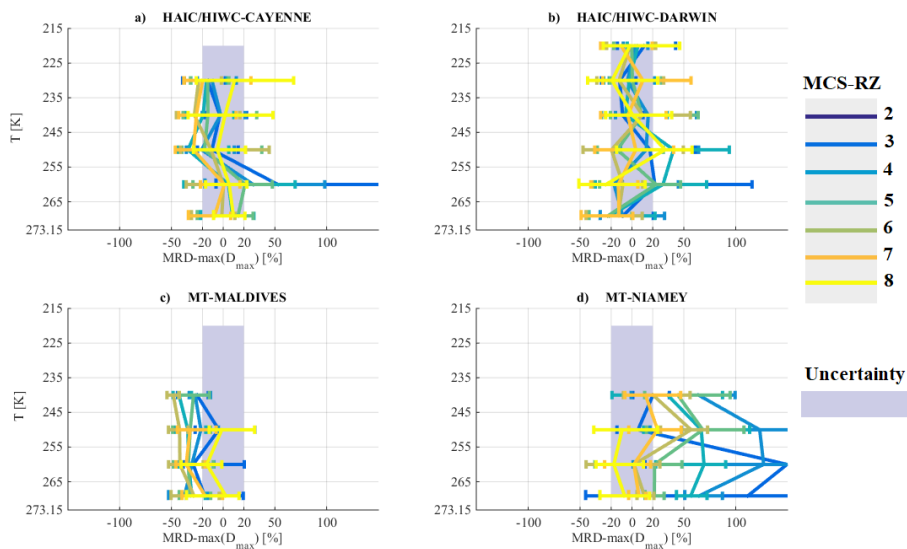 a) HAIC/HIWC-CAYENNE
215
225
235
245
255
265
273.15
T [K]
-100 -50 -20 0 20 50 100
MRD-max(D_max) [%]
b) HAIC/HIWC-DARWIN
215
225
235
245
255
265
273.15
T [K]
-100 -50 -20 0 20 50 100
MRD-max(D_max) [%]
MCS-RZ
2
3
4
5
6
7
8
c) MT-MALDIVES
215
225
235
245
255
265
273.15
T [K]
-100 -50 -20 0 20 50 100
MRD-max(D_max) [%]
d) MT-NIAMEY
215
225
235
245
255
265
273.15
T [K]
-100 -50 -20 0 20 50 100
MRD-max(D_max) [%]
Uncertainty